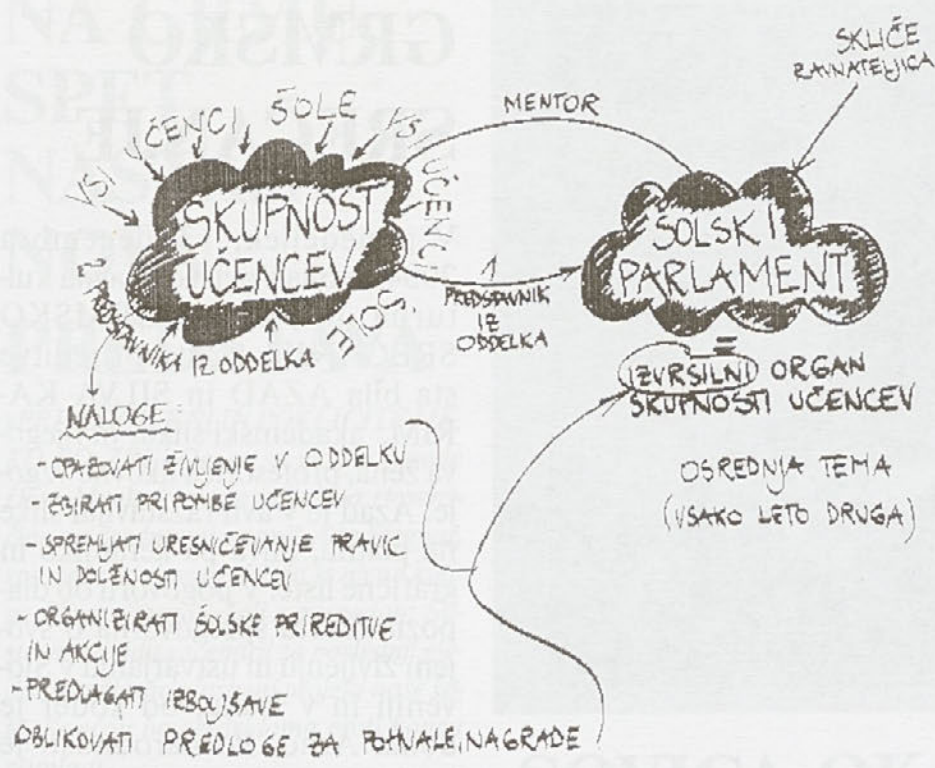 VSI UČENCI ŠOLE
VSI UČENCI ŠOLE
SKUPNOST
UČENCEV
2 PREDSTAVNIKA IZ ODDELKA
MENTOR
PREDSTAVNIK
IZ
ODDELKA
SKLIČE
RAVNATELJICA
ŠOLSKI
PARLAMENT
=
IZVRSILNI ORGAN
SKUPNOSTI UČENCEV
OSREDNJA TEMA
(VSAKO LETO DRUGA)
NALOGE:
- OPAZOVATI ŽIVLJENJE V ODDELKU
- ZBIRATI PRIPOMBE UČENCEV
- SPREMLJATI URESNIČEVANJE PRAVIC
IN DOLŽNOSTI UČENCEV
- ORGANIZIRATI ŠOLSKE PRIREDITVE
IN AKCIJE
- PREDLAGATI IZBOLJŠAVE
OBLIKOVATI PREDLOGE ZA POHVALE, NAGRADE